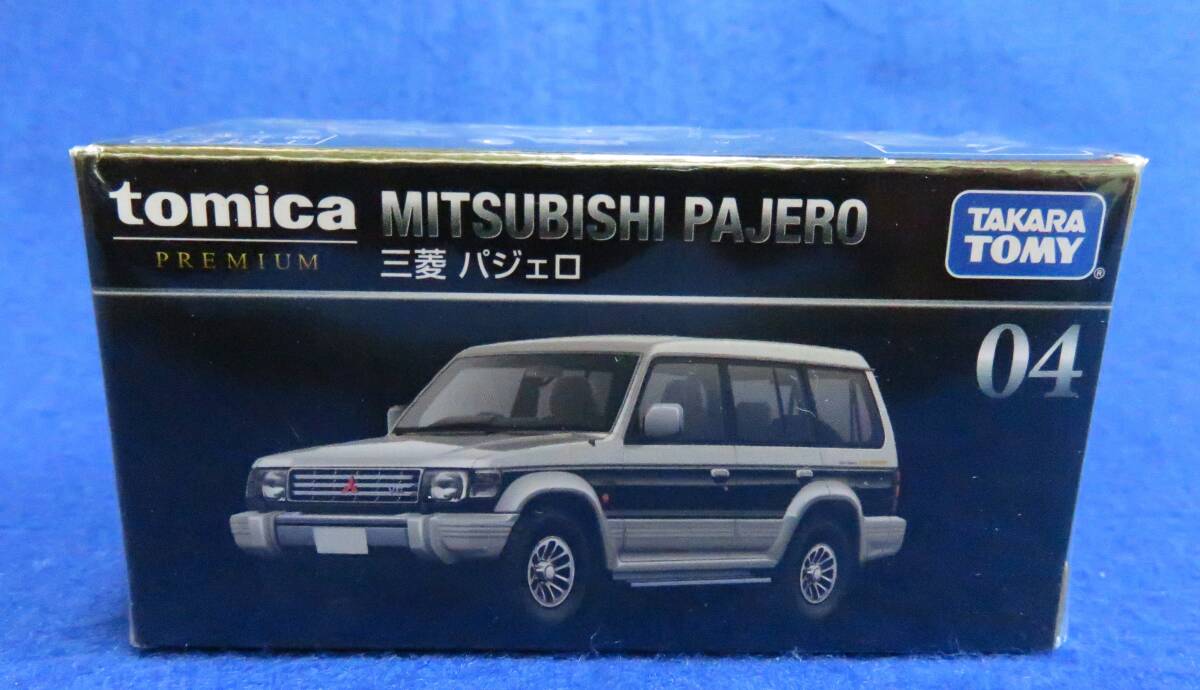 tomica
PREMIUM
MITSUBISHI PAJERO
三菱 パジェロ
TAKARA
TOMY
®
04